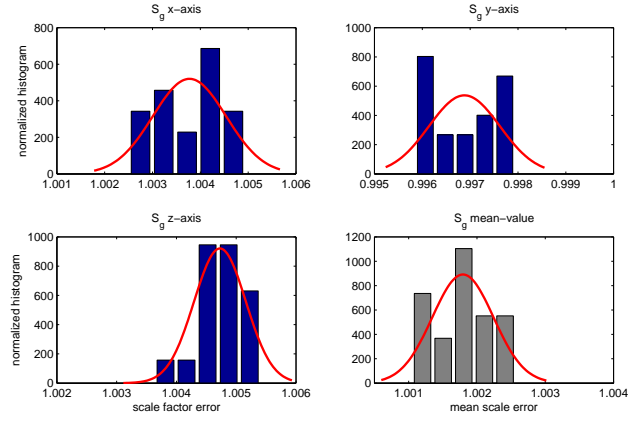 S_g x−axis
S_g y−axis
normalized histogram
800
600
400
200
0
1.001 1.002 1.003 1.004 1.005 1.006
1000
800
600
400
200
0
0.995 0.996 0.997 0.998 0.999 1
S_g z−axis
S_g mean−value
normalized histogram
1000
800
600
400
200
0
1.002 1.003 1.004 1.005 1.006
scale factor error
1200
1000
800
600
400
200
0
1.001 1.002 1.003 1.004
mean scale error